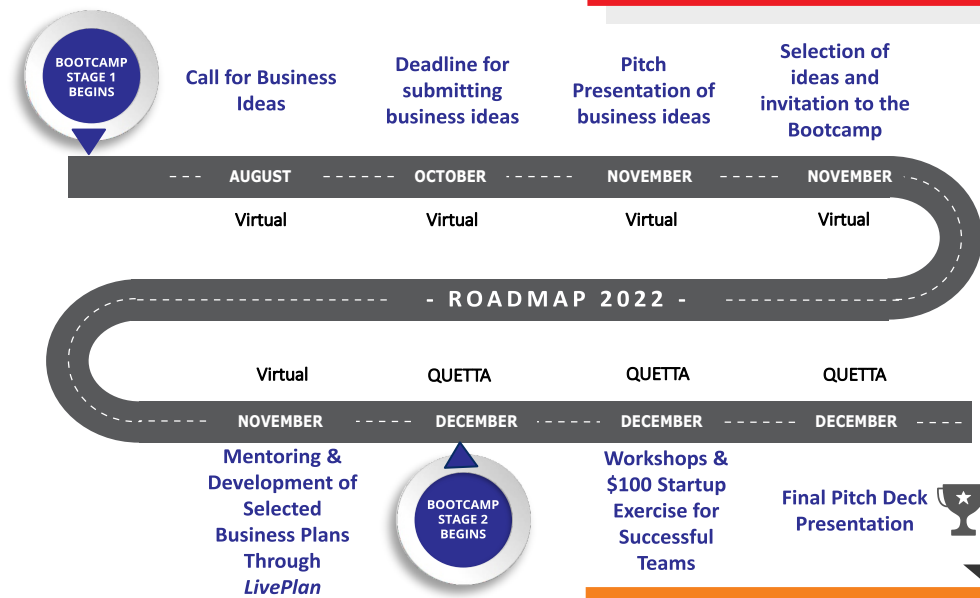 BOOTCAMP
STAGE 1
BEGINS
Call for Business
Ideas
Deadline for
submitting
business ideas
Pitch
Presentation of
business ideas
Selection of
ideas and
invitation to the
Bootcamp
AUGUST
OCTOBER
NOVEMBER
NOVEMBER
Virtual
Virtual
Virtual
Virtual
- ROADMAP 2022 -
Virtual
QUETTA
QUETTA
QUETTA
NOVEMBER
DECEMBER
DECEMBER
DECEMBER
Mentoring &
Development of
Selected
Business Plans
Through
LivePlan
BOOTCAMP
STAGE 2
BEGINS
Workshops &
$100 Startup
Exercise for
Successful
Teams
Final Pitch Deck
Presentation